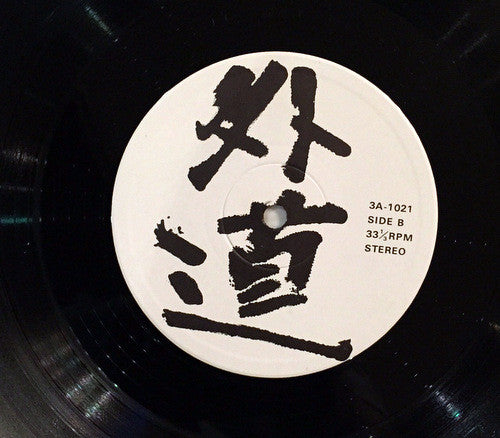 外道
3A-1021
SIDE B
33⅓RPM
STEREO